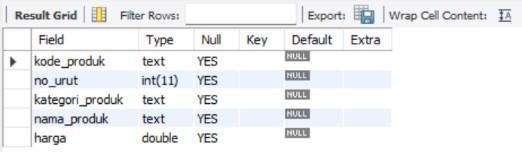 Result Grid Filter Rows: Export: Wrap Cell Content: IA
Field Type Null Key Default Extra
kode_produk text YES NULL
no_urut int(11) YES NULL
kategori_produk text YES NULL
nama_produk text YES NULL
harga double YES NULL